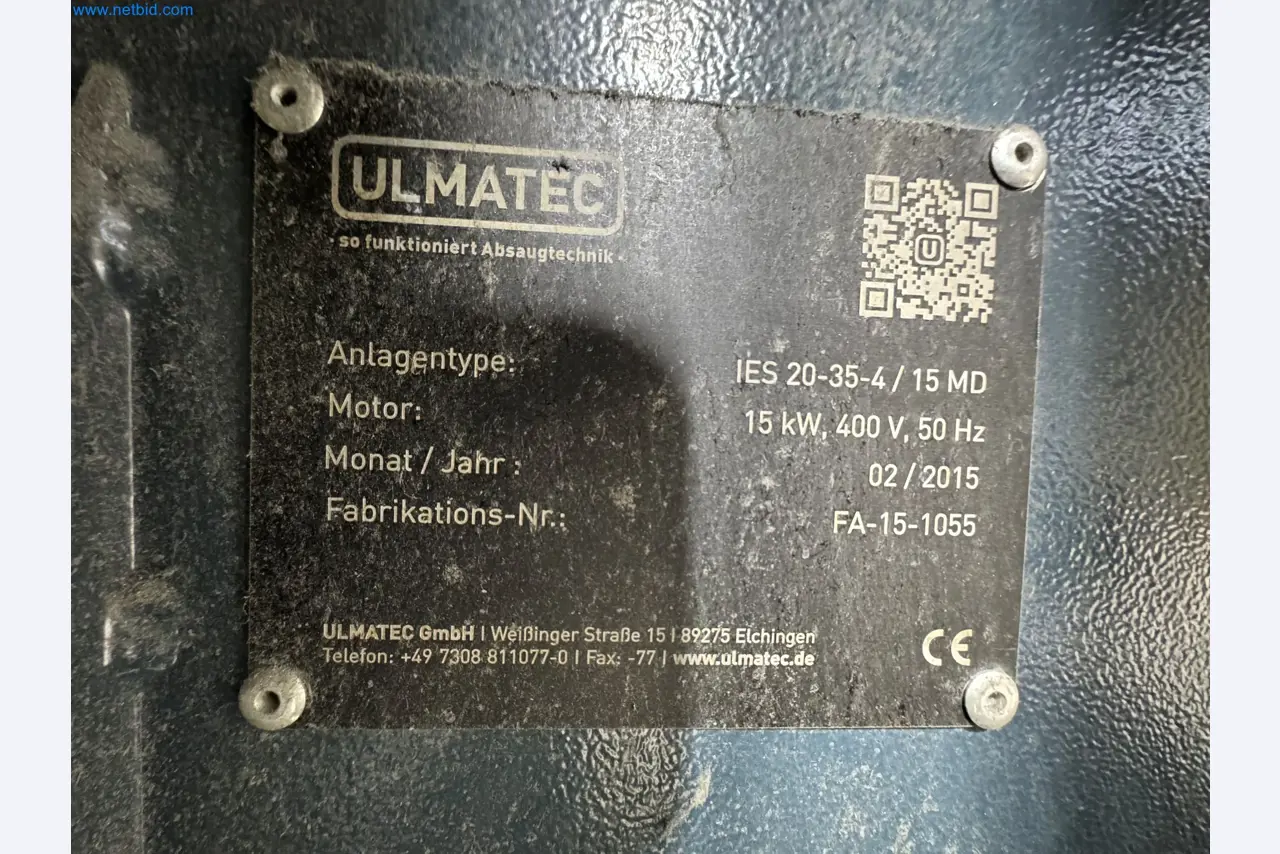 www.netbid.com
ULMATEC
· so funktioniert Absaugtechnik ·
U
Anlagentype: IES 20-35-4 / 15 MD
Motor: 15 kW, 400 V, 50 Hz
Monat / Jahr : 02 / 2015
Fabrikations-Nr.: FA-15-1055
ULMATEC GmbH | Weißinger Straße 15 | 89275 Elchingen
Telefon: +49 7308 811077-0 | Fax: -77 | www.ulmatec.de
CE